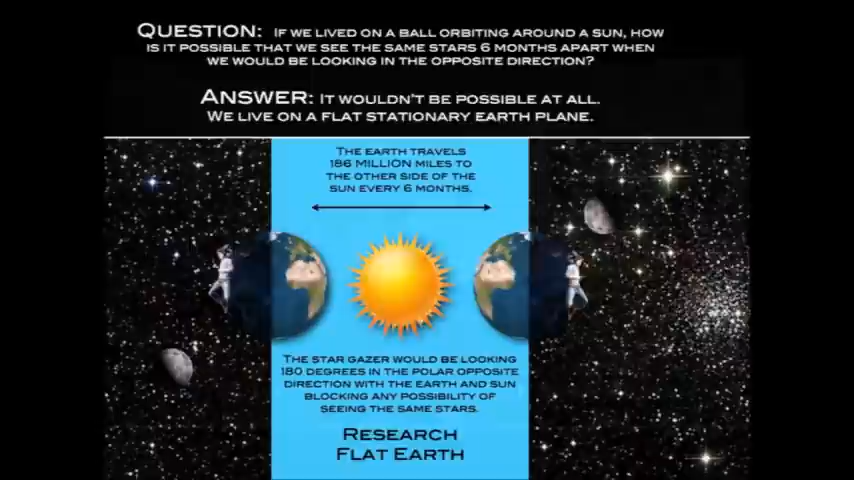 QUESTION: IF WE LIVED ON A BALL ORBITING AROUND A SUN, HOW
IS IT POSSIBLE THAT WE SEE THE SAME STARS 6 MONTHS APART WHEN
WE WOULD BE LOOKING IN THE OPPOSITE DIRECTION?
ANSWER: IT WOULDN'T BE POSSIBLE AT ALL.
WE LIVE ON A FLAT STATIONARY EARTH PLANE.
THE EARTH TRAVELS
186 MILLION MILES TO
THE OTHER SIDE OF THE
SUN EVERY 6 MONTHS.
THE STAR GAZER WOULD BE LOOKING
180 DEGREES IN THE POLAR OPPOSITE
DIRECTION WITH THE EARTH AND SUN
BLOCKING ANY POSSIBILITY OF
SEEING THE SAME STARS.
RESEARCH
FLAT EARTH